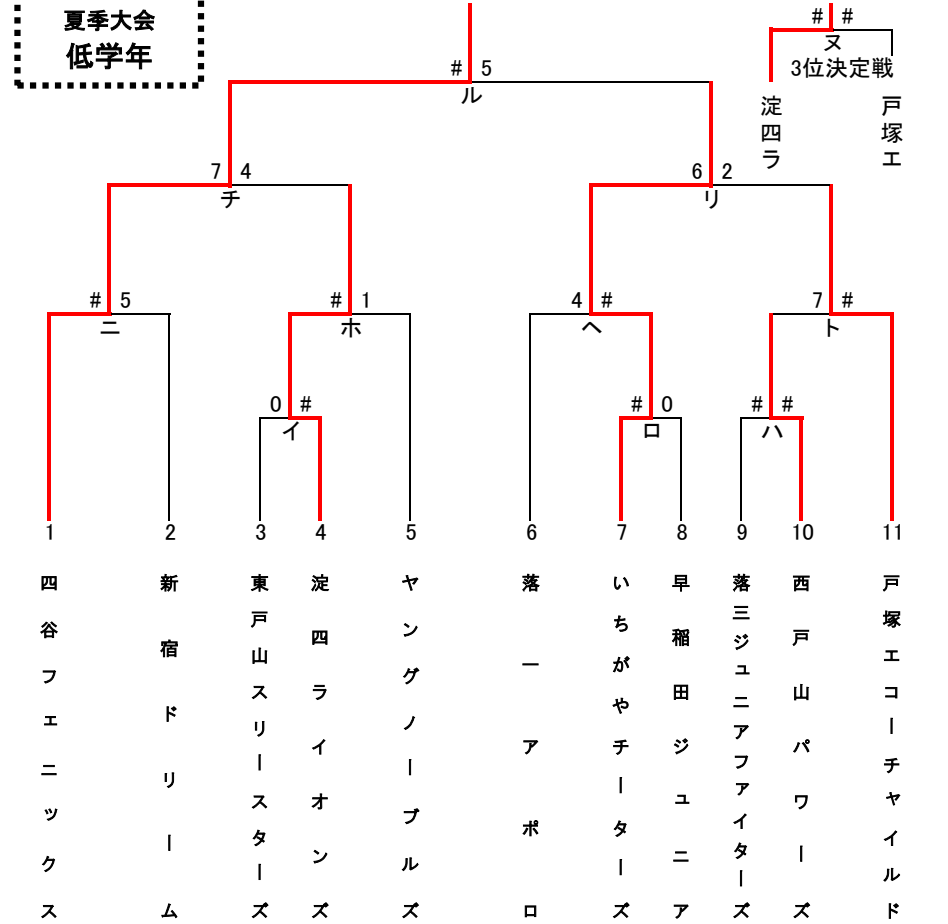 夏季大会
低学年
# #
ヌ
3位決定戦
淀四ラ
戸塚エ
# 5
ル
7 4
チ
6 2
リ
# 5
ニ
# 1
ホ
4 #
ヘ
7 #
ト
0 #
イ
# 0
ロ
# #
ハ
1 2 3 4 5 6 7 8 9 10 11
四谷フェニックス
新宿ドリーム
東戸山スリースターズ
淀四ライオンズ
ヤングノーブルズ
落一アポロ
いちがやチーターズ
早稲田ジュニア
落三ジュニアファイターズ
西戸山パワーズ
戸塚エコーチャイルド